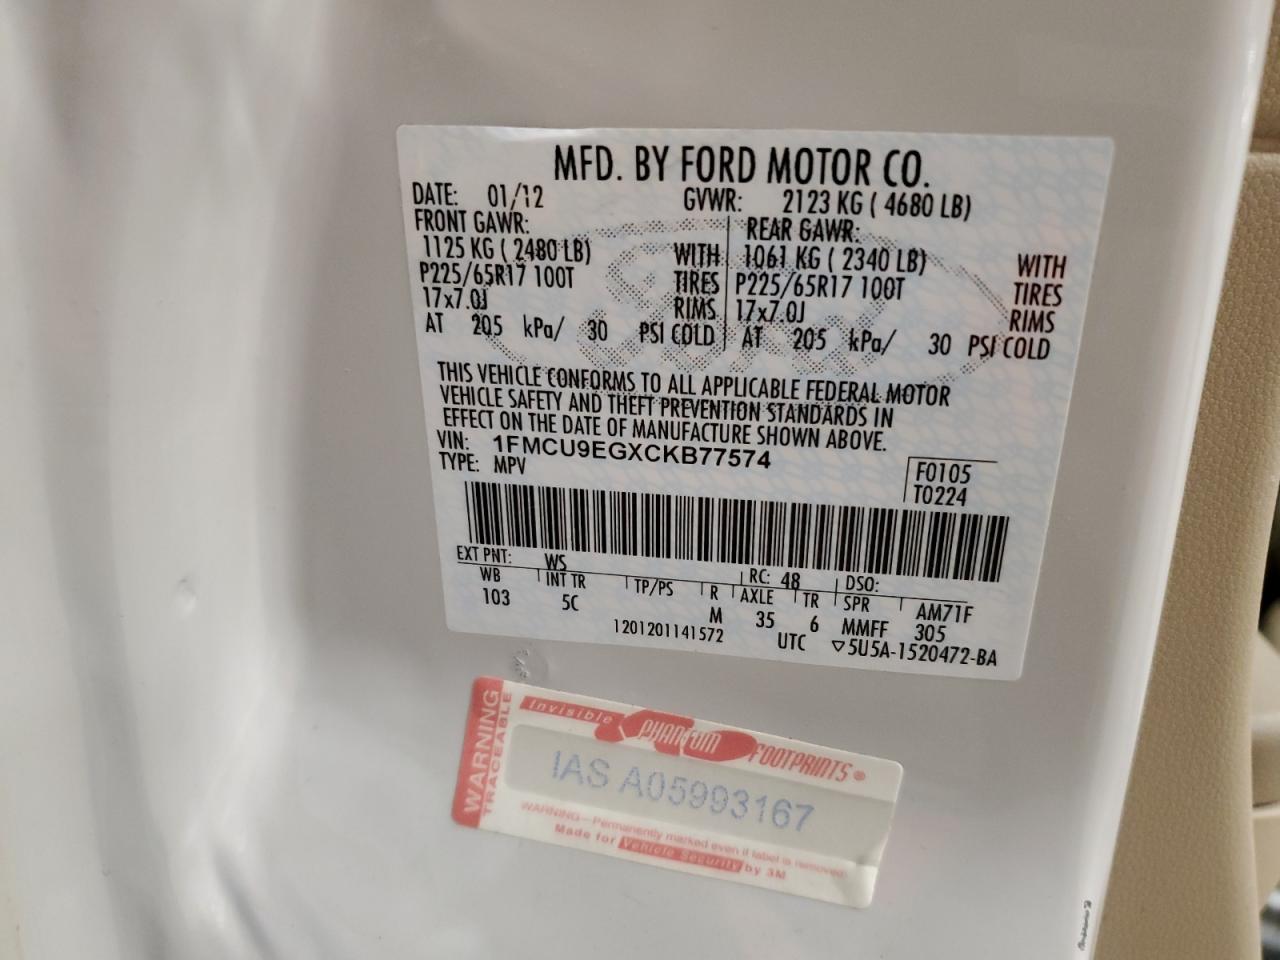 MFD. BY FORD MOTOR CO.
DATE: 01/12 GVWR: 2123 KG ( 4680 LB)
FRONT GAWR: REAR GAWR:
1125 KG ( 2480 LB) WITH 1061 KG ( 2340 LB) WITH
P225/65R17 100T TIRES P225/65R17 100T TIRES
17x7.0J RIMS 17x7.0J RIMS
AT 205 kPa/ 30 PSI COLD AT 205 kPa/ 30 PSI COLD
THIS VEHICLE CONFORMS TO ALL APPLICABLE FEDERAL MOTOR
VEHICLE SAFETY AND THEFT PREVENTION STANDARDS IN
EFFECT ON THE DATE OF MANUFACTURE SHOWN ABOVE.
VIN: 1FMCU9EGXCKB77574
TYPE: MPV
F0105
T0224
EXT PNT: WS RC: 48 DSO:
WB INT TR TP/PS R AXLE TR SPR AM71F
103 5C M 35 6 MMFF 305
1201201141572 UTC ▽5U5A-1520472-BA
WARNING
TRACEABLE
Invisible PHANTOM FOOTPRINTS®
IAS A05993167
WARNING—Permanently marked even if label is removed
Made for Vehicle Security by 3M